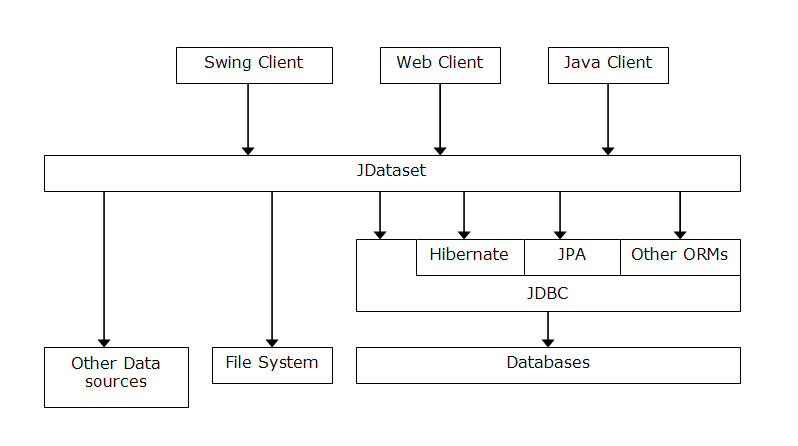 Swing Client
Web Client
Java Client
JDataset
Hibernate
JPA
Other ORMs
JDBC
Other Data
sources
File System
Databases